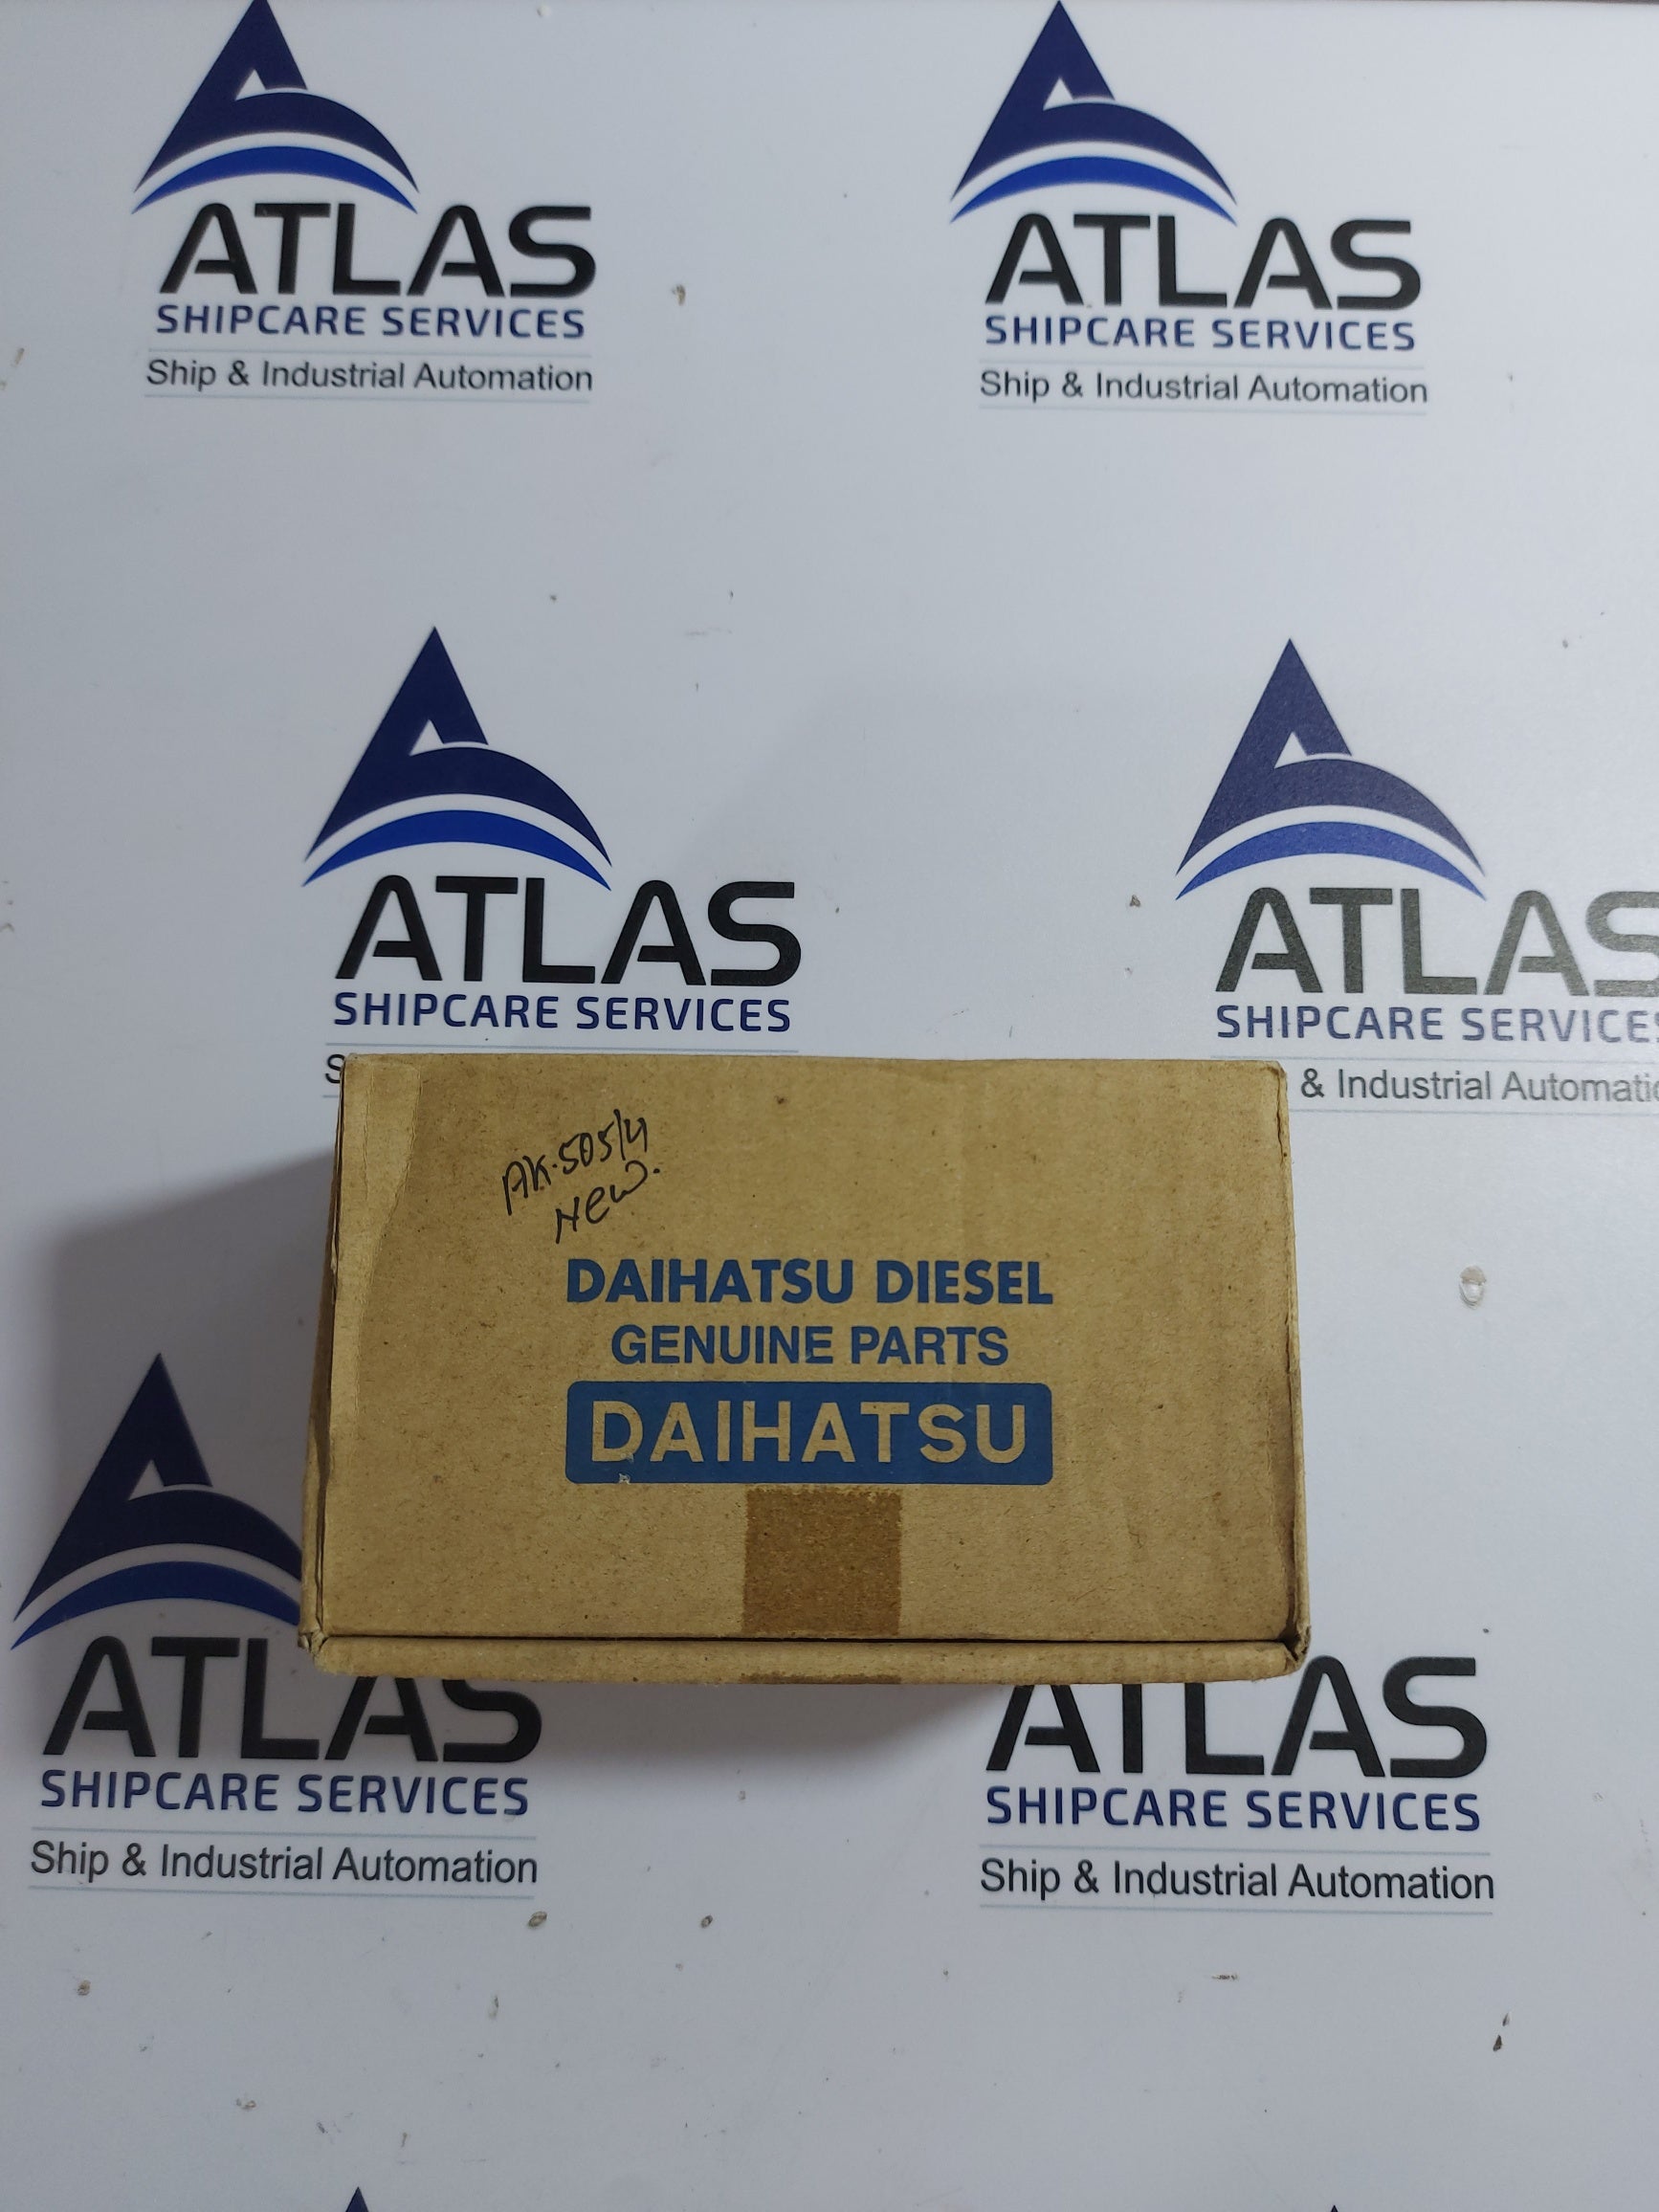 ATLAS
SHIPCARE SERVICES
Ship & Industrial Automation
ATLAS
SHIPCARE SERVICES
Ship & Industrial Automation
ATLAS
SHIPCARE SERVICES
S
ATLAS
SHIPCARE SERVICES
& Industrial Automatic
AK-505/4
New.
DAIHATSU DIESEL
GENUINE PARTS
DAIHATSU
ATLAS
SHIPCARE SERVICES
Ship & Industrial Automation
ATLAS
SHIPCARE SERVICES
Ship & Industrial Automation